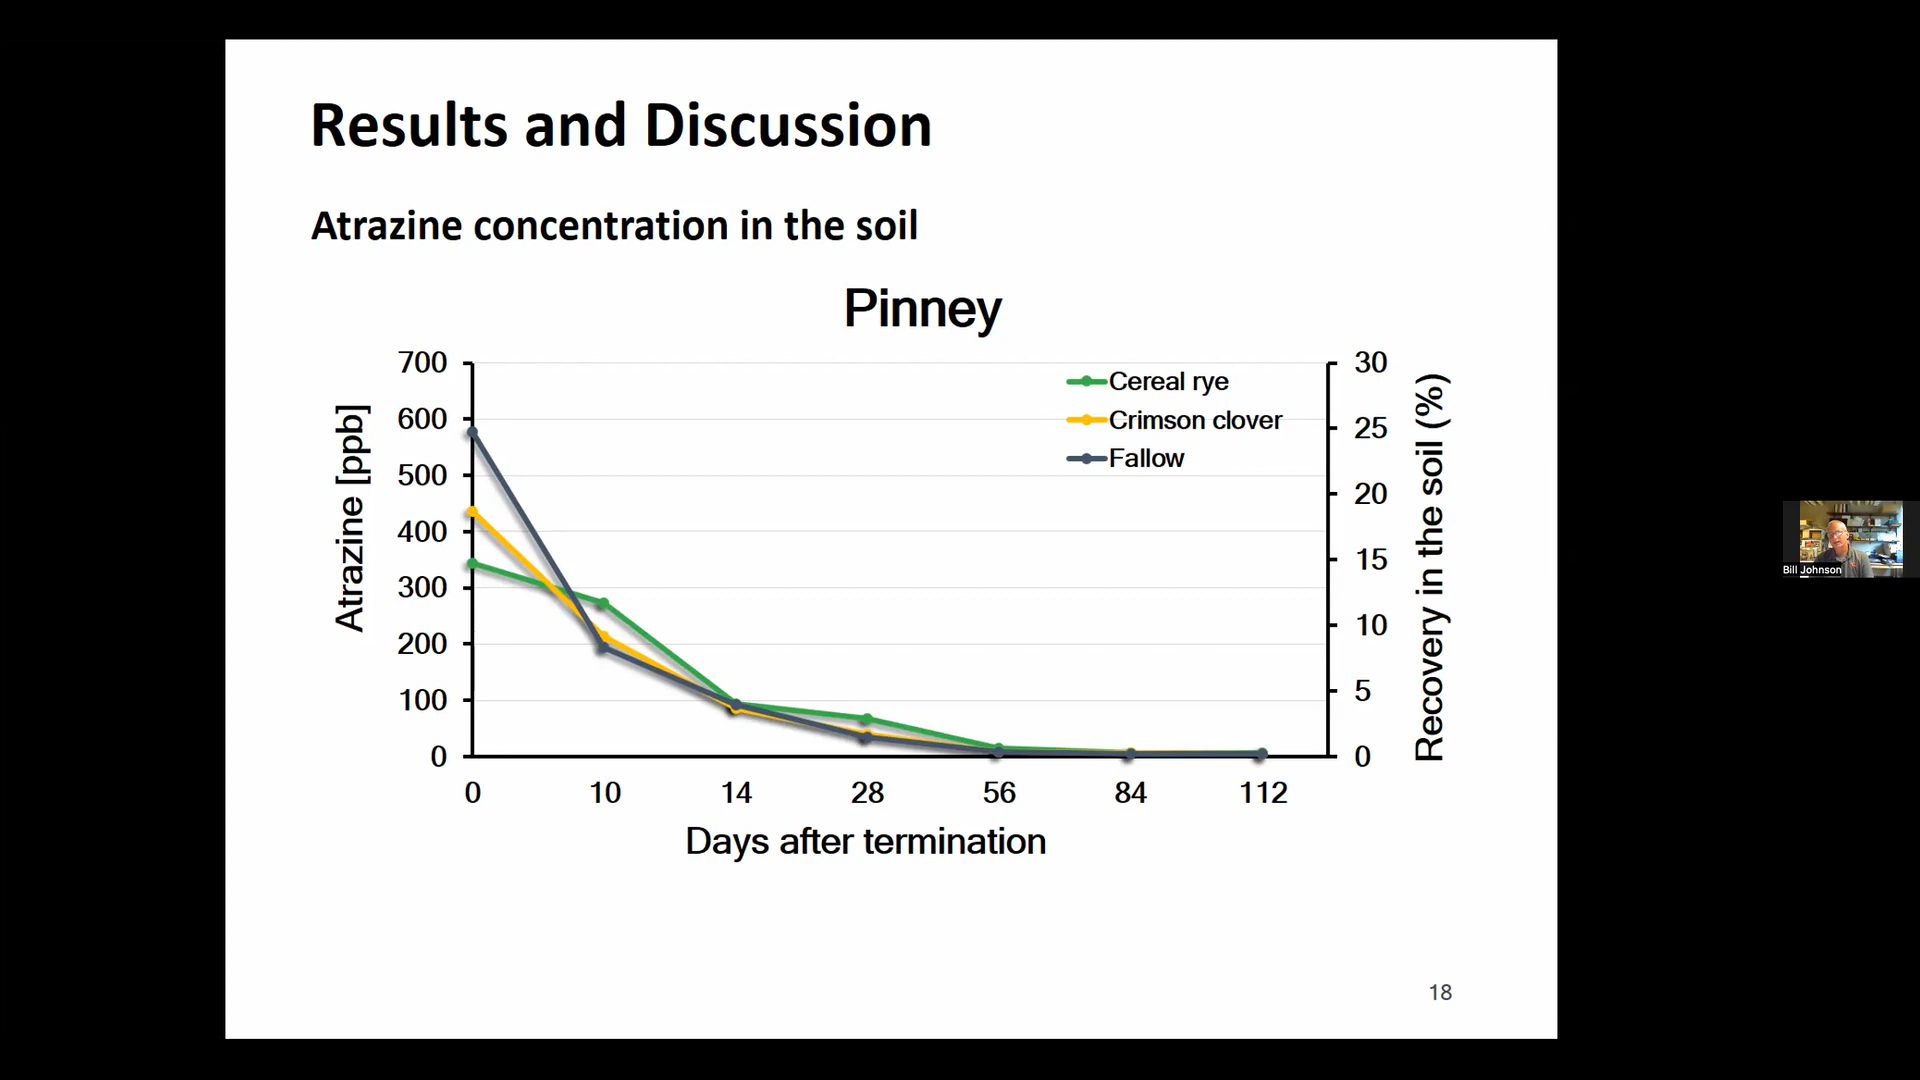 Results and Discussion
Atrazine concentration in the soil
Pinney
Atrazine [ppb]
700
600
500
400
300
200
100
0
Cereal rye
Crimson clover
Fallow
30
25
20
15
10
5
0
Recovery in the soil (%)
0 10 14 28 56 84 112
Days after termination
18
Bill Johnson